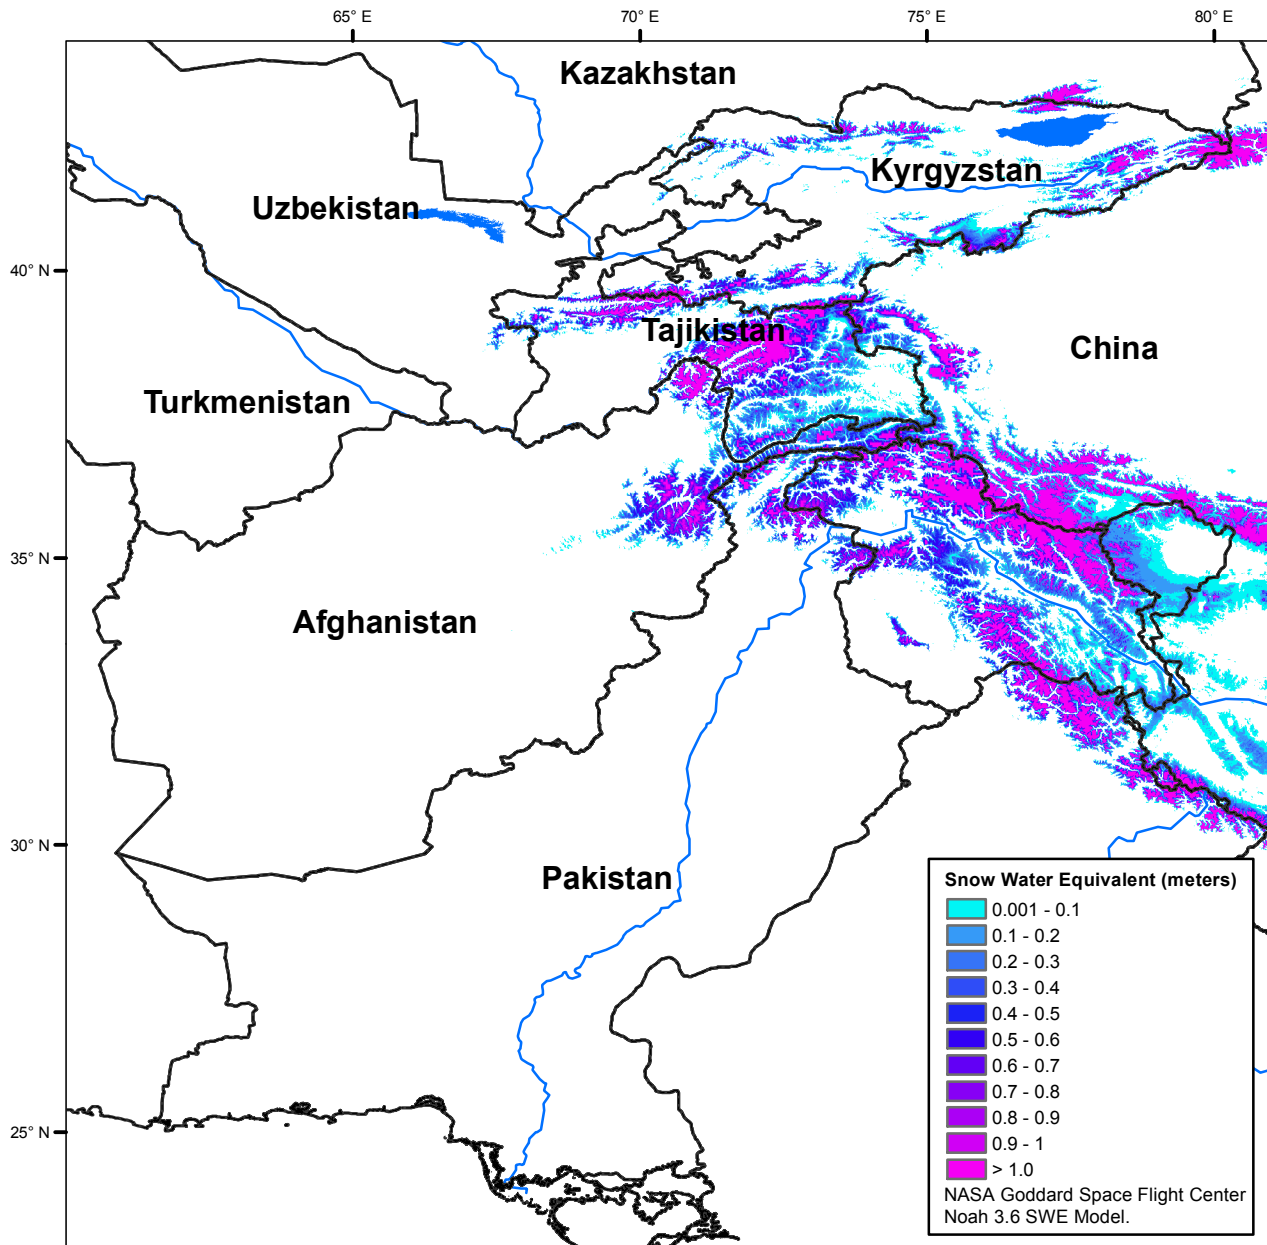 65° E
70° E
75° E
80° E
Kazakhstan
Kyrgyzstan
Uzbekistan
40° N
Tajikistan
China
Turkmenistan
35° N
Afghanistan
30° N
Pakistan
25° N
Snow Water Equivalent (meters)
0.001 - 0.1
0.1 - 0.2
0.2 - 0.3
0.3 - 0.4
0.4 - 0.5
0.5 - 0.6
0.6 - 0.7
0.7 - 0.8
0.8 - 0.9
0.9 - 1
> 1.0
NASA Goddard Space Flight Center
Noah 3.6 SWE Model.